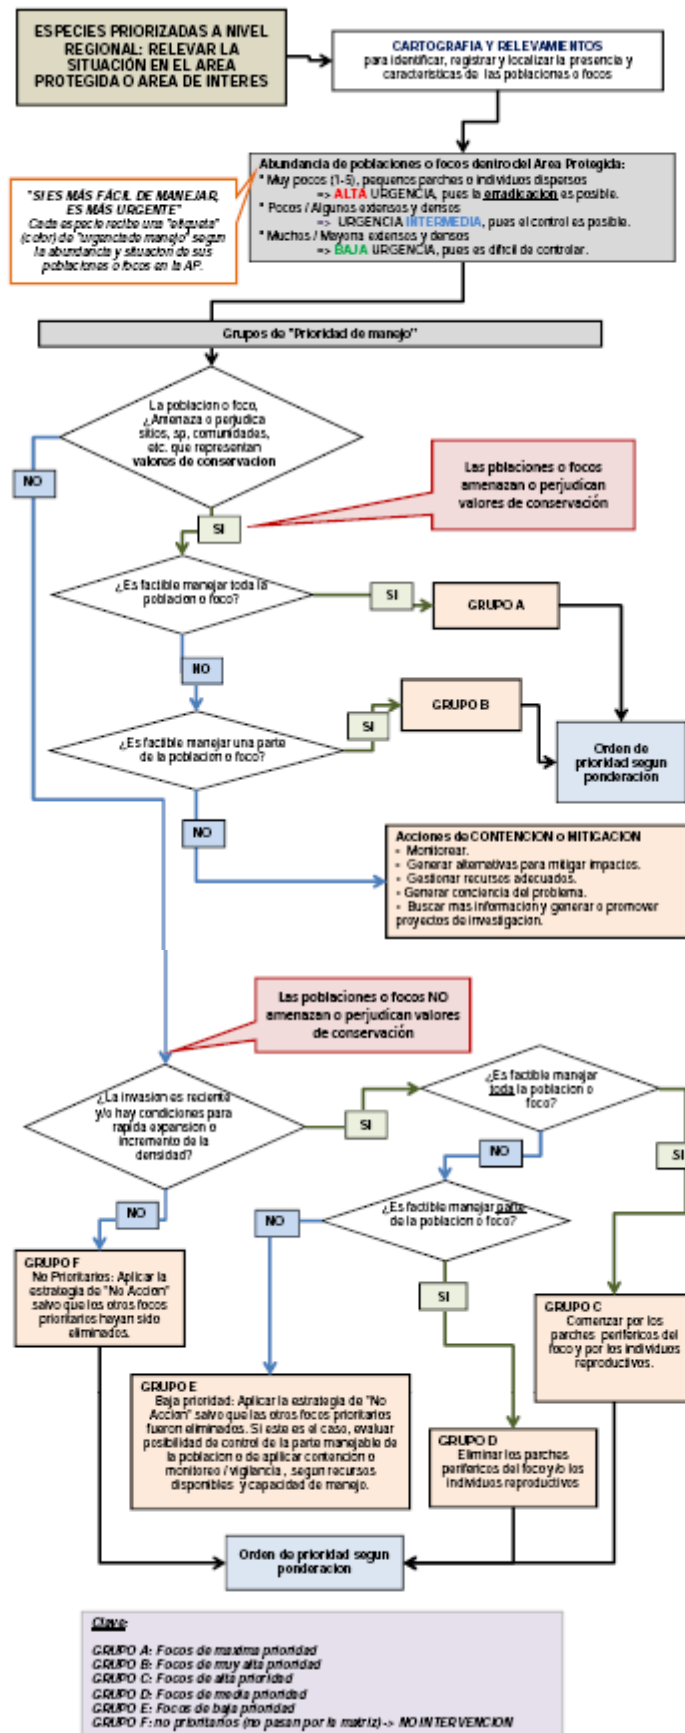 ESPECIES PRIORIZADAS A NIVEL
REGIONAL: RELEVAR LA
SITUACIÓN EN EL AREA
PROTEGIDA O AREA DE INTERES
CARTOGRAFIA Y RELEVAMIENTOS
para identificar, registrar y localizar la presencia y
características de las poblaciones o focos
Abundancia de poblaciones o focos dentro del Area Protegida:
* Muy pocos (1-5), pequenos parches o individuos dispersos
=> ALTA URGENCIA, pues la erradicacion es posible.
* Pocos / Algunos extensos y densos
=> URGENCIA INTERMEDIA, pues el control es posible.
* Muchos / Mayoria extensos y densos
=> BAJA URGENCIA, pues es difícil de controlar.
"SI ES MÁS FÁCIL DE MANEJAR,
ES MÁS URGENTE"
Cada especie recibe una "etiqueta"
(color) de "urgencia de manejo" segun
la abundancia y situacion de sus
poblaciones o focos en la AP.
Grupos de "Prioridad de manejo"
La poblacion o foco,
¿Amenaza o perjudica
sitios, sp, comunidades,
etc. que representan
valores de conservacion
NO
SI
Las pblaciones o focos
amenazan o perjudican
valores de conservación
¿Es factible manejar toda la
poblacion o foco?
SI
GRUPO A
NO
¿Es factible manejar una parte
de la poblacion o foco?
SI
GRUPO B
Orden de
prioridad segun
ponderacion
NO
Acciones de CONTENCION o MITIGACION
- Monitorear.
- Generar alternativas para mitigar impactos.
- Gestionar recursos adecuados.
- Generar conciencia del problema.
- Buscar mas informacion y generar o promover
proyectos de investigacion.
Las poblaciones o focos NO
amenazan o perjudican valores
de conservación
¿La invasion es reciente
y/o hay condiciones para
rapida expansion o
incremento de la
densidad?
SI
¿Es factible manejar
toda la poblacion o
foco?
SI
NO
¿Es factible manejar parte
de la poblacion o foco?
NO
NO
SI
GRUPO F
No Prioritarios: Aplicar la
estrategia de "No Accion"
salvo que los otros focos
prioritarios hayan sido
eliminados.
GRUPO C
Comenzar por los
parches perifericos del
foco y por los individuos
reproductivos.
GRUPO E
Baja prioridad: Aplicar la estrategia de "No
Accion" salvo que las otros focos prioritarios
fueron eliminados. Si este es el caso, evaluar
posibilidad de control de la parte manejable de
la poblacion o de aplicar contención o
monitoreo / vigilancia , segun recursos
disponibles y capacidad de manejo.
GRUPO D
Eliminar los parches
perifericos del foco y/o los
individuos reproductivos
Orden de prioridad segun
ponderacion
Clave:
GRUPO A: Focos de maxima prioridad
GRUPO B: Focos de muy alta prioridad
GRUPO C: Focos de alta prioridad
GRUPO D: Focos de media prioridad
GRUPO E: Focos de baja prioridad
GRUPO F: no prioritarios (no pasan por la matriz) -> NO INTERVENCION